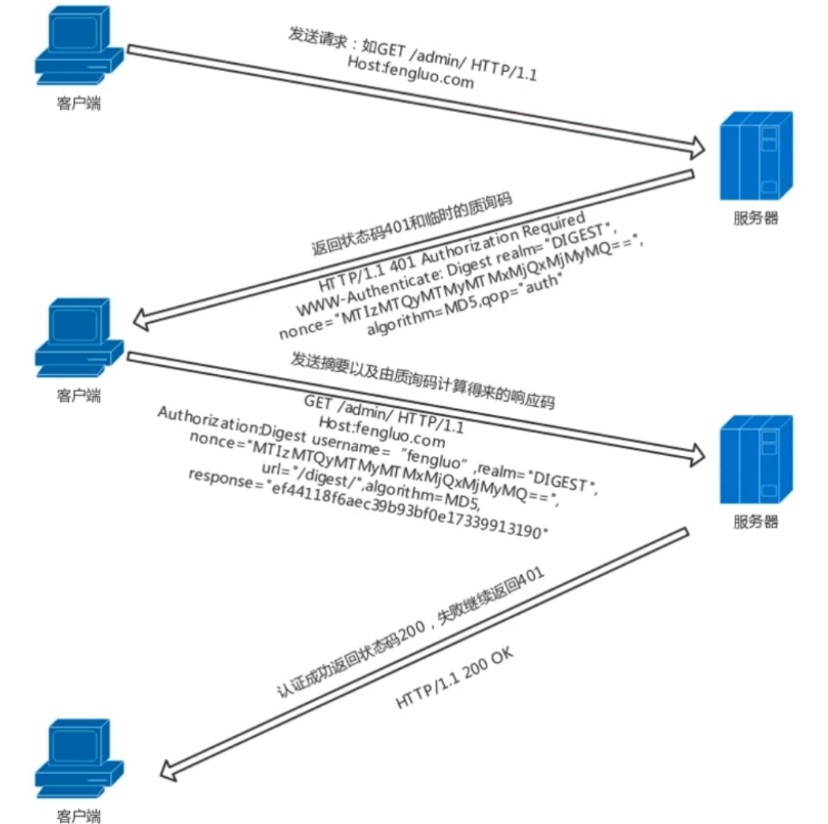 发送请求：如GET /admin/ HTTP/1.1
Host:fengluo.com
客户端
服务器
返回状态码401和临时的质询码
HTTP/1.1 401 Authorization Required
WWW-Authenticate: Digest realm="DIGEST",
nonce="MTIzMTQyMTMyMTMxMjQxMjMyMQ==",
algorithm=MD5,qop="auth"
客户端
发送摘要以及由质询码计算得来的响应码
GET /admin/ HTTP/1.1
Host:fengluo.com
Authorization:Digest username=“fengluo”,realm="DIGEST",
nonce="MTIzMTQyMTMyMTMxMjQxMjMyMQ==",
url="/digest/",algorithm=MD5,
response="ef44118f6aec39b93bf0e17339913190"
服务器
认证成功返回状态码200，失败继续返回401
HTTP/1.1 200 OK
客户端